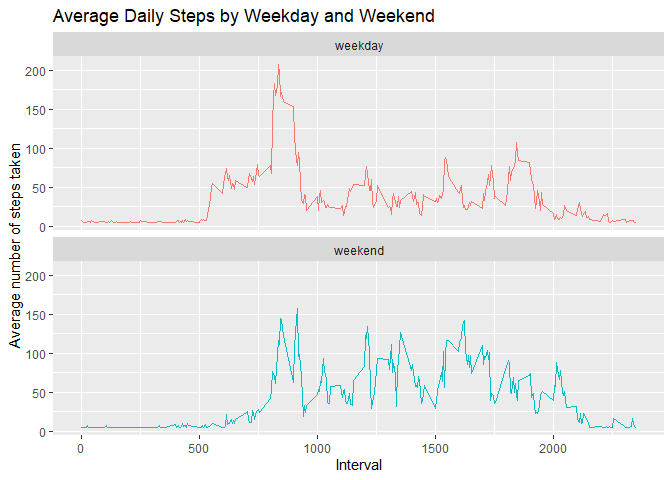 Average Daily Steps by Weekday and Weekend
weekday
200
150
100
50
0
weekend
200
150
100
50
0
Average number of steps taken
0 500 1000 1500 2000
Interval